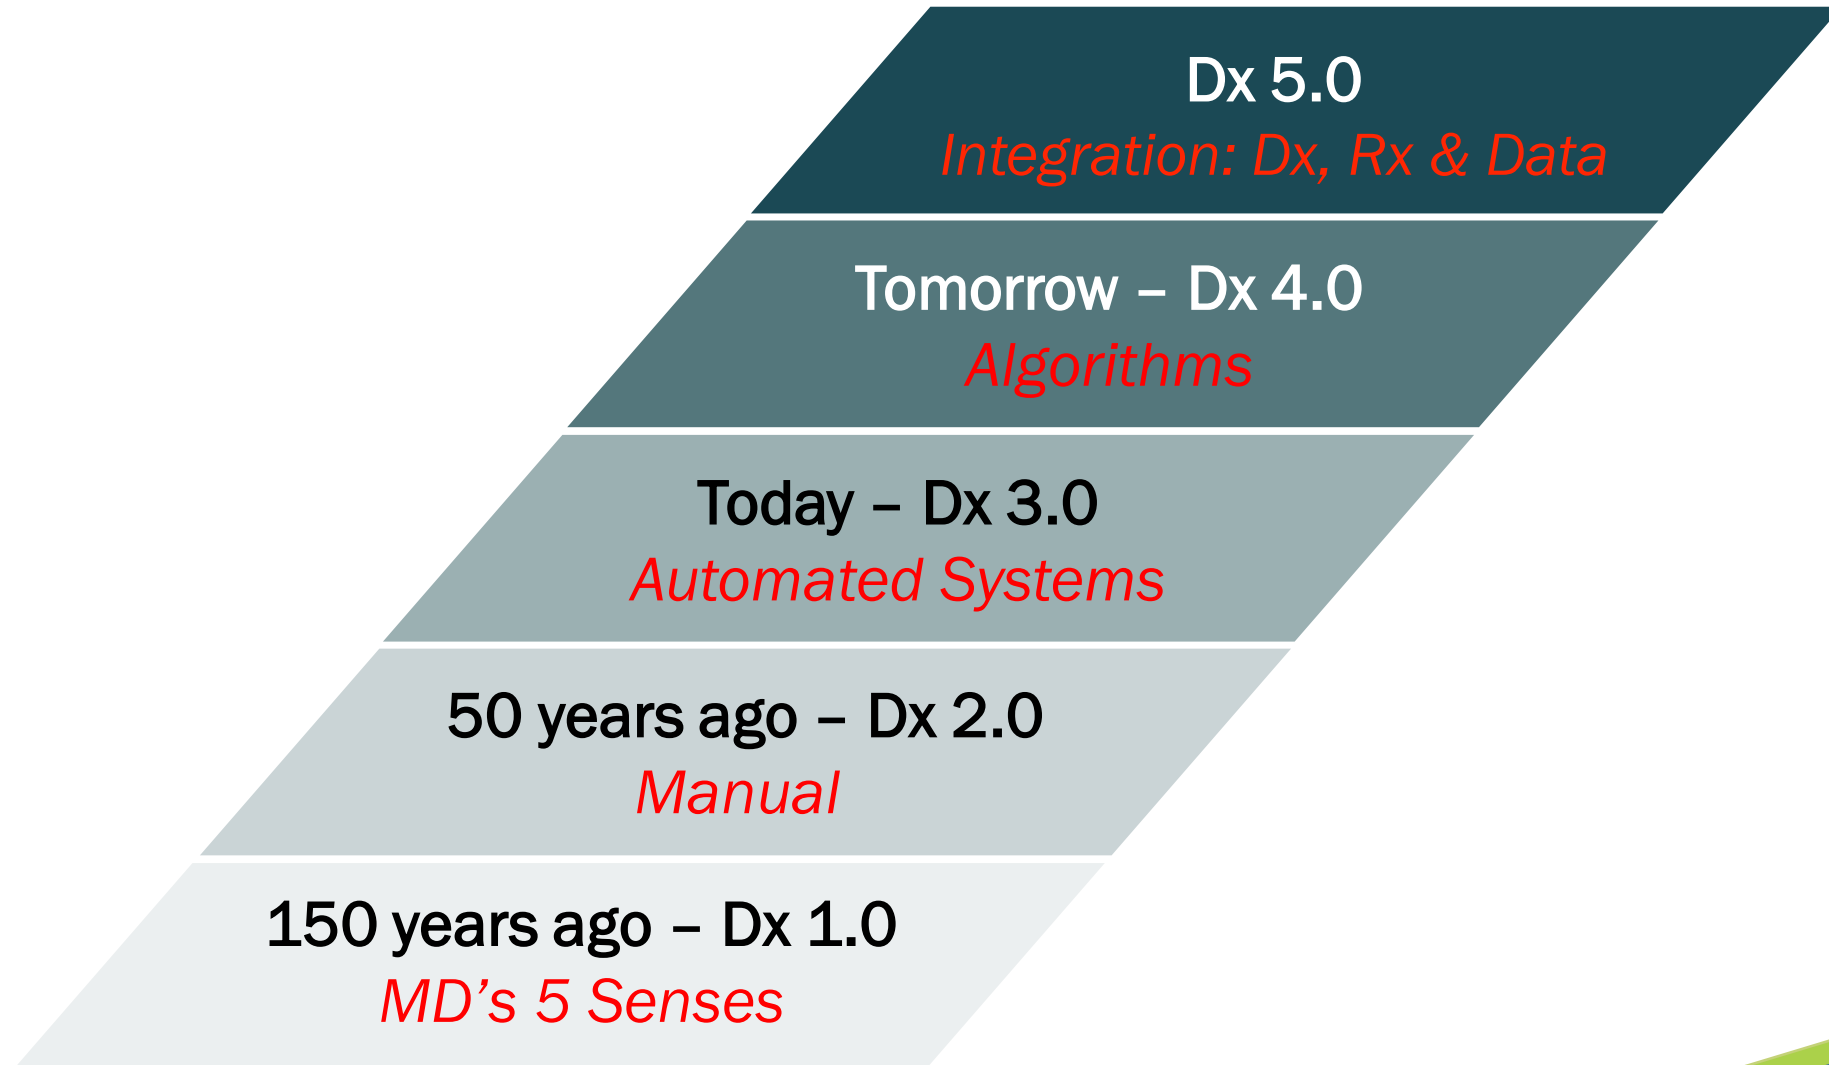 Dx 5.0
Integration: Dx, Rx & Data
Tomorrow – Dx 4.0
Algorithms
Today – Dx 3.0
Automated Systems
50 years ago – Dx 2.0
Manual
150 years ago – Dx 1.0
MD’s 5 Senses